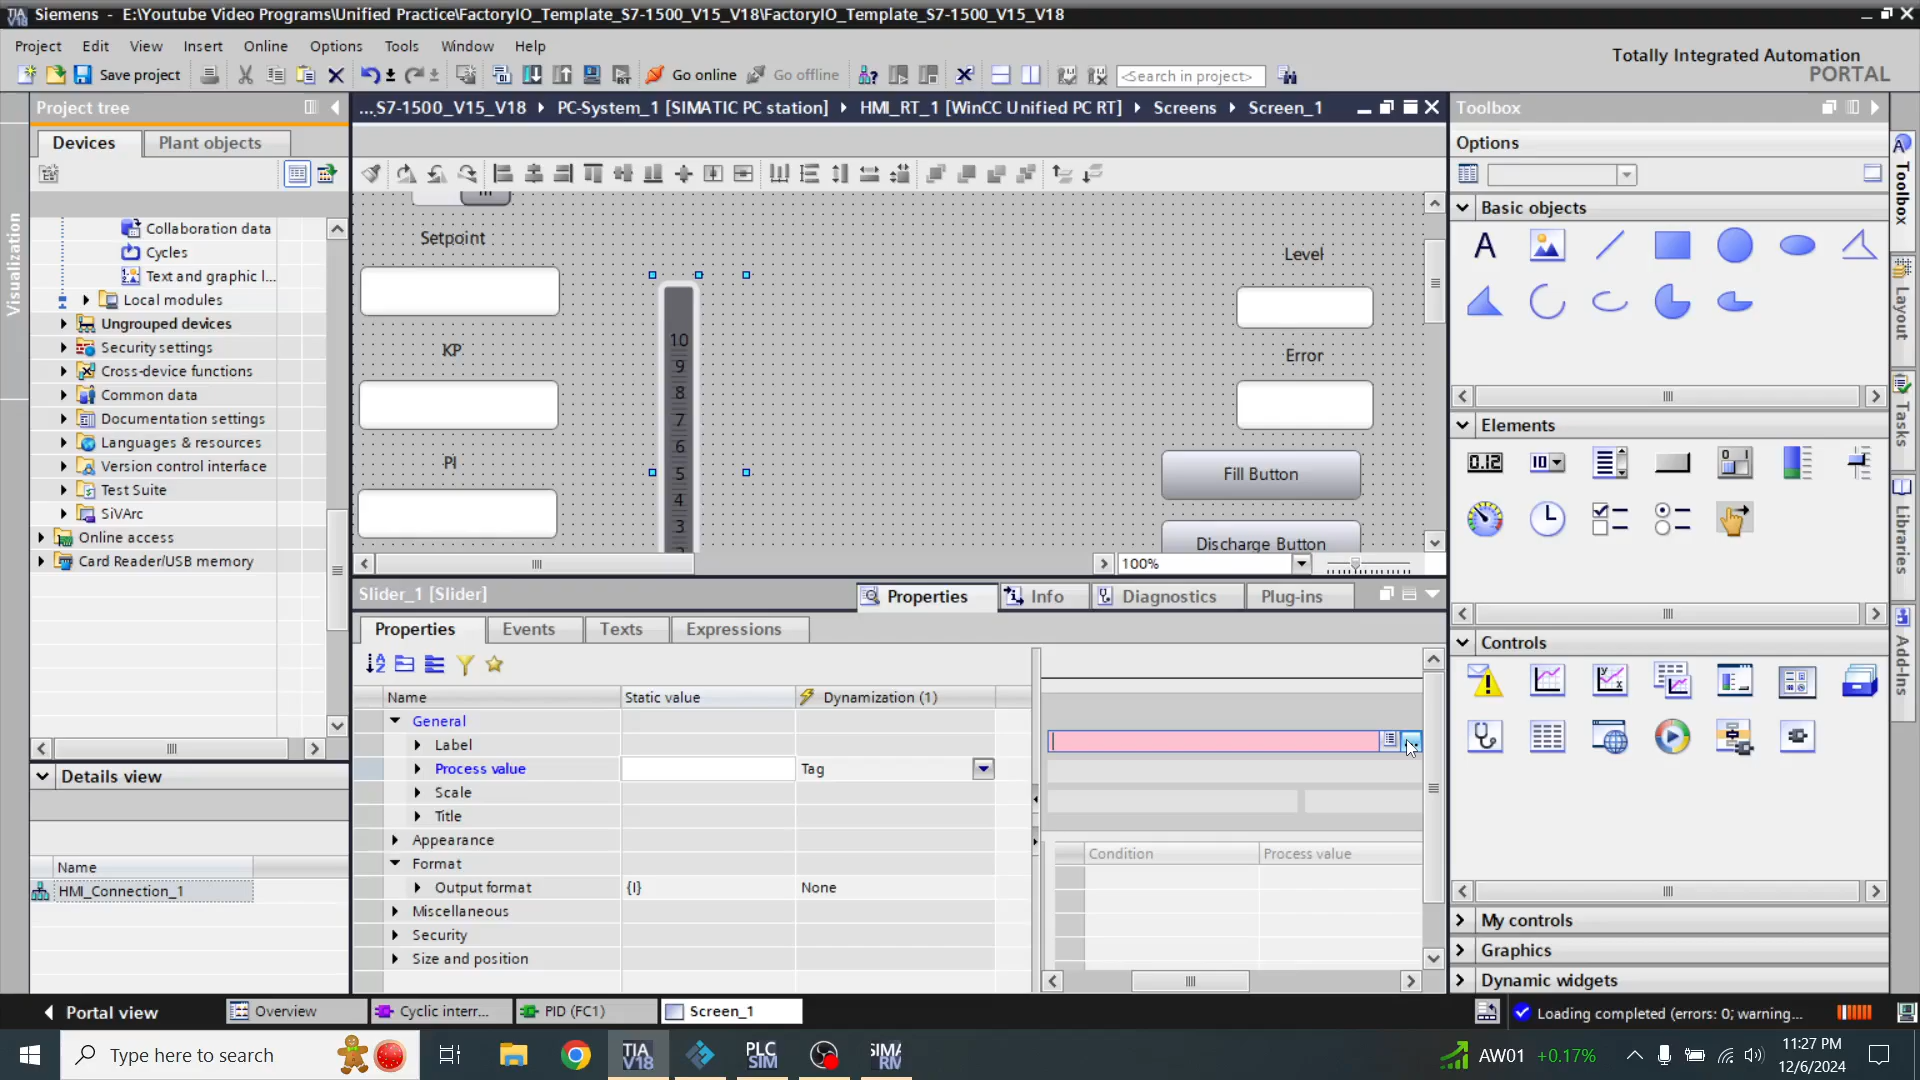 Siemens - E:\Youtube Video Programs\Unified Practice\FactoryIO_Template_S7-1500_V15_V18\FactoryIO_Template_S7-1500_V15_V18
Project Edit View Insert Online Options Tools Window Help
Totally Integrated Automation
PORTAL
Save project
Go online
Go offline
<Search in project>
Project tree
...S7-1500_V15_V18 PC-System_1 [SIMATIC PC station] HMI_RT_1 [WinCC Unified PC RT] Screens Screen_1
Toolbox
Devices
Plant objects
Options
Visualization
Collaboration data
Cycles
Text and graphic l...
Local modules
Ungrouped devices
Security settings
Cross-device functions
Common data
Documentation settings
Languages & resources
Version control interface
Test Suite
SiVArc
Online access
Card Reader/USB memory
Details view
Name
HMI_Connection_1
Setpoint
KP
PI
10
9
8
7
6
5
4
3
Level
Error
Fill Button
Discharge Button
100%
Slider_1 [Slider]
Properties
Info
Diagnostics
Plug-ins
Properties
Events
Texts
Expressions
Name
Static value
Dynamization (1)
General
Label
Process value
Tag
Scale
Title
Appearance
Format
Output format
{I}
None
Miscellaneous
Security
Size and position
Condition
Process value
Basic objects
Elements
Controls
My controls
Graphics
Dynamic widgets
Toolbox
Layout
Tasks
Libraries
Add-Ins
Portal view
Overview
Cyclic interr...
PID (FC1)
Screen_1
Loading completed (errors: 0; warning...
Type here to search
TIA
V18
PLC
SIM
AW01 +0.17%
11:27 PM
12/6/2024